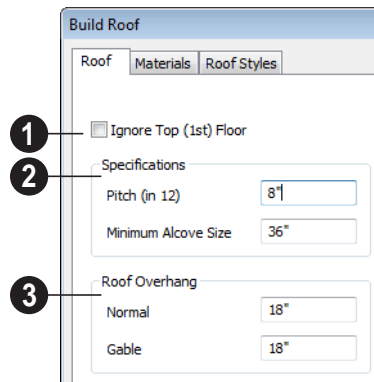 Build Roof
Roof Materials Roof Styles
1 Ignore Top (1st) Floor
2 Specifications
Pitch (in 12) 8"
Minimum Alcove Size 36"
3 Roof Overhang
Normal 18"
Gable 18"